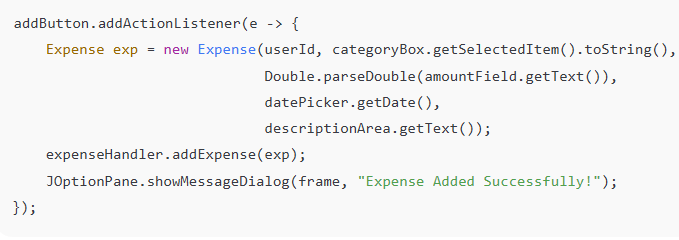 addButton.addActionListener(e -> {
    Expense exp = new Expense(userId, categoryBox.getSelectedItem().toString(),
                              Double.parseDouble(amountField.getText()),
                              datePicker.getDate(),
                              descriptionArea.getText());
    expenseHandler.addExpense(exp);
    JOptionPane.showMessageDialog(frame, "Expense Added Successfully!");
});